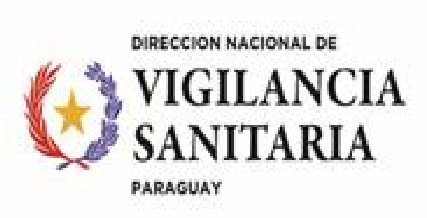 DIRECCION NACIONAL DE
VIGILANCIA
SANITARIA
PARAGUAY